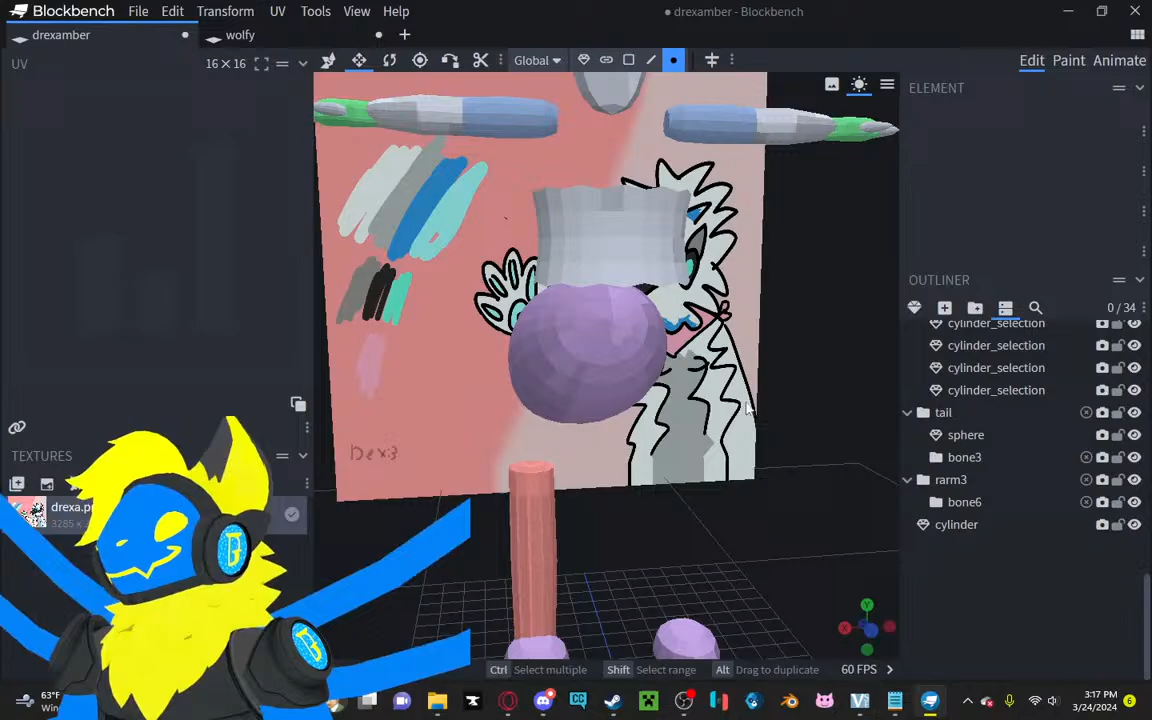 Blockbench File Edit Transform UV Tools View Help drexamber - Blockbench
drexamber wolfy
UV 16 × 16 Global Edit Paint Animate
ELEMENT
OUTLINER
0 / 34
cylinder_selection
cylinder_selection
cylinder_selection
cylinder_selection
tail
sphere
bone3
rarm3
bone6
cylinder
TEXTURES
3285 x
Ctrl Select multiple Shift Select range Alt Drag to duplicate 60 FPS
Y
X
63°F
3:17 PM
3/24/2024
6